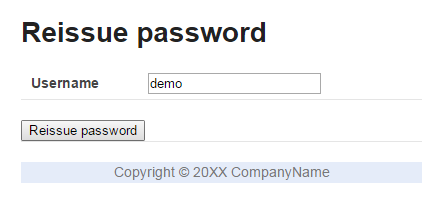 Reissue password
Username demo
Reissue password
Copyright © 20XX CompanyName